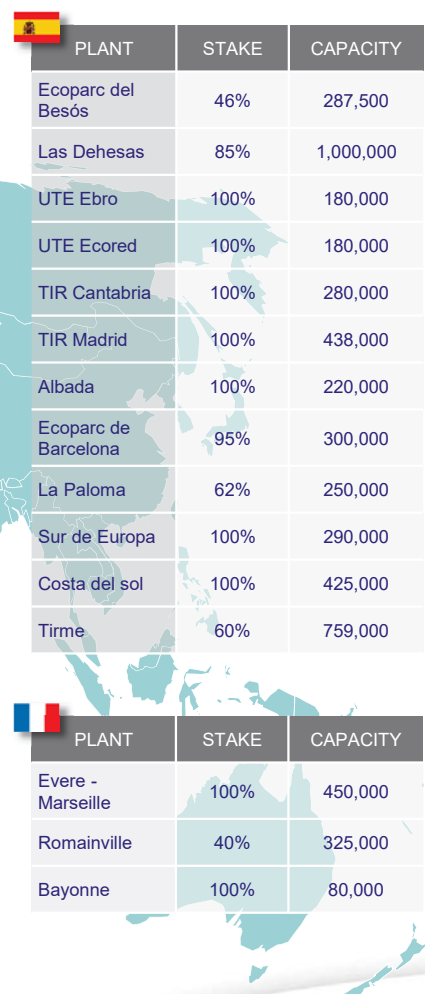 PLANT STAKE CAPACITY
Ecoparc del
Besós 46% 287,500
Las Dehesas 85% 1,000,000
UTE Ebro 100% 180,000
UTE Ecored 100% 180,000
TIR Cantabria 100% 280,000
TIR Madrid 100% 438,000
Albada 100% 220,000
Ecoparc de
Barcelona 95% 300,000
La Paloma 62% 250,000
Sur de Europa 100% 290,000
Costa del sol 100% 425,000
Tirme 60% 759,000
PLANT STAKE CAPACITY
Evere -
Marseille 100% 450,000
Romainville 40% 325,000
Bayonne 100% 80,000